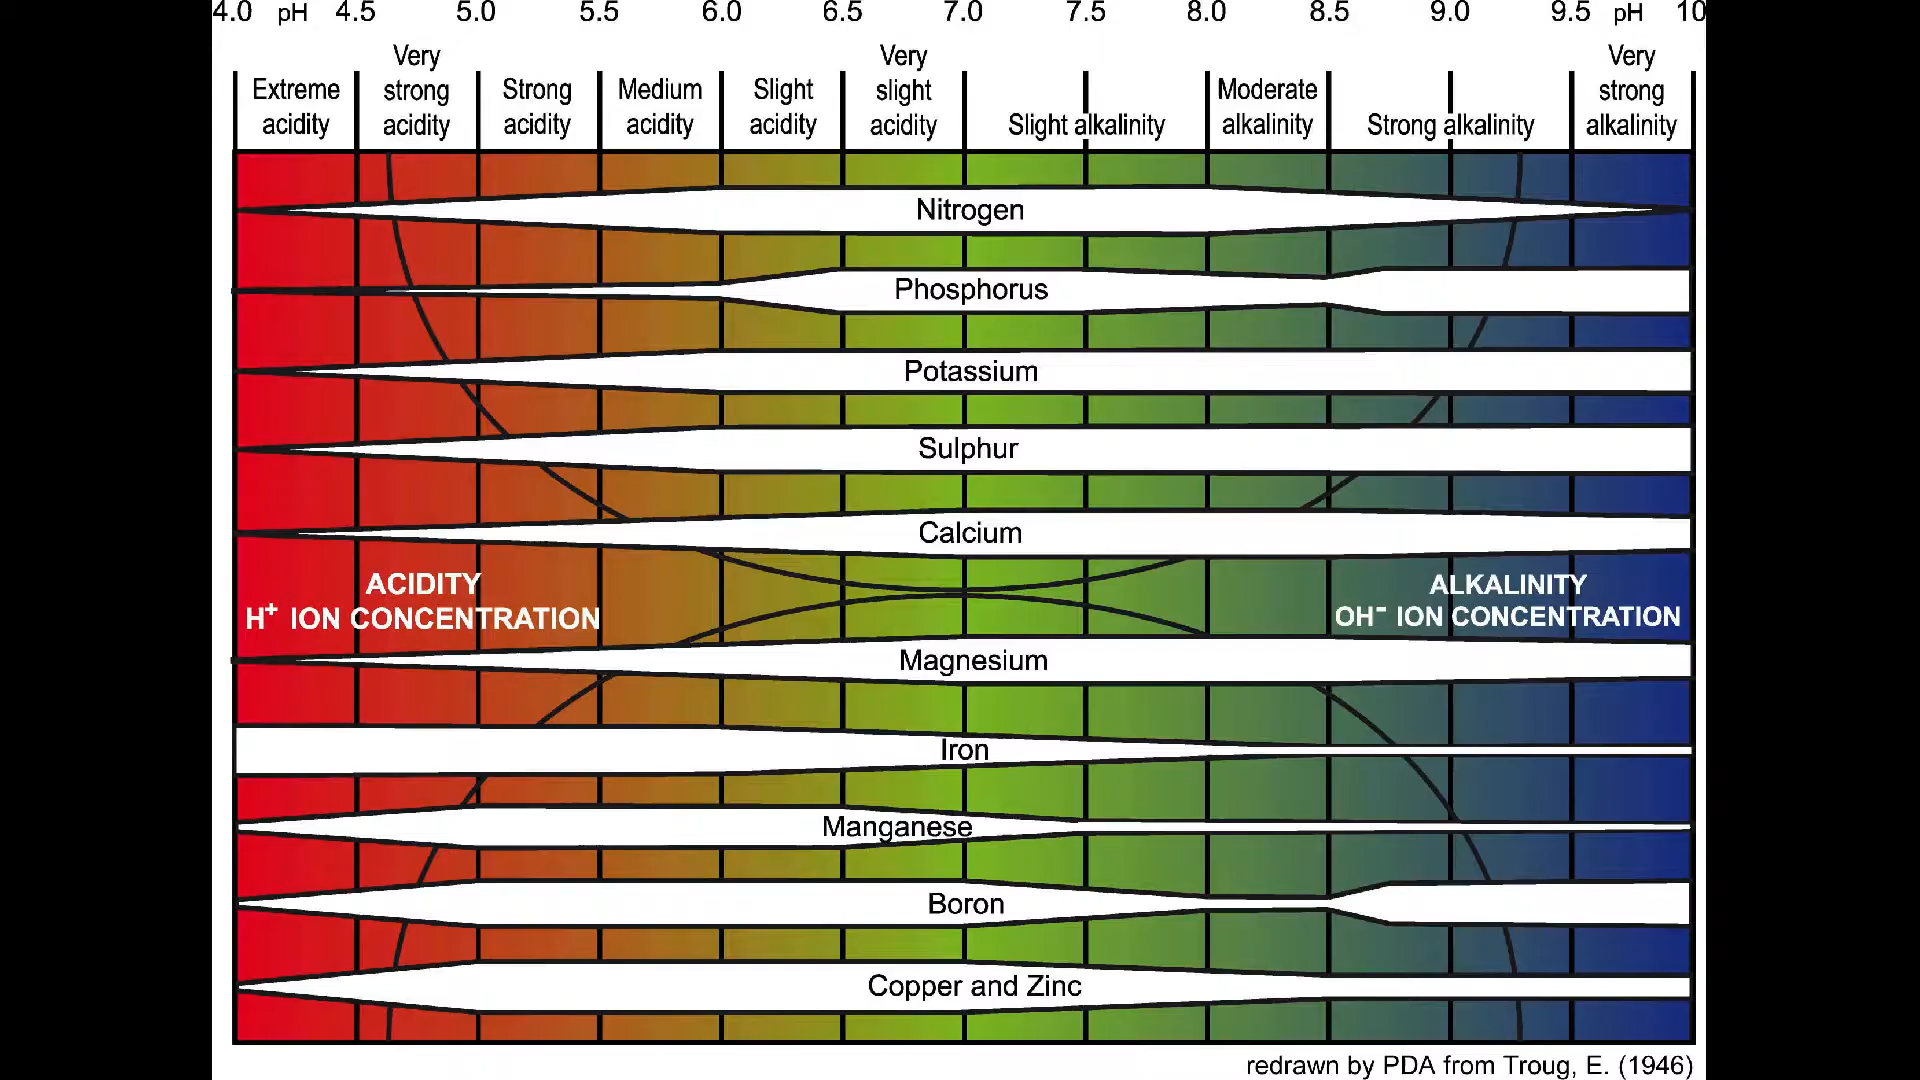 4.0 pH 4.5 5.0 5.5 6.0 6.5 7.0 7.5 8.0 8.5 9.0 9.5 pH 10
Extreme
acidity
Very
strong
acidity
Strong
acidity
Medium
acidity
Slight
acidity
Very
slight
acidity
Slight alkalinity
Moderate
alkalinity
Strong alkalinity
Very
strong
alkalinity
Nitrogen
Phosphorus
Potassium
Sulphur
Calcium
ACIDITY
H⁺ ION CONCENTRATION
ALKALINITY
OH⁻ ION CONCENTRATION
Magnesium
Iron
Manganese
Boron
Copper and Zinc
redrawn by PDA from Troug, E. (1946)